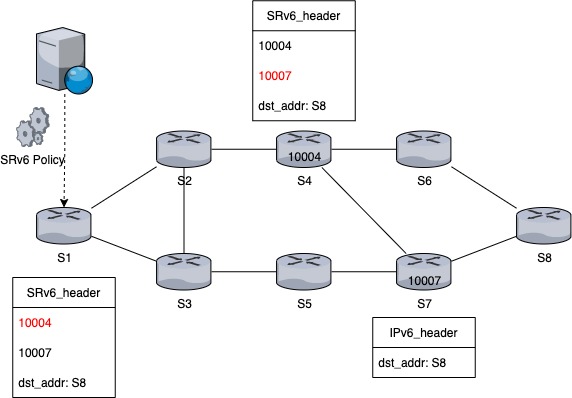 SRv6_header
10004
10007
dst_addr: S8
SRv6 Policy
S2
10004
S4
S6
S1
S8
S3
S5
10007
S7
SRv6_header
10004
10007
dst_addr: S8
IPv6_header
dst_addr: S8